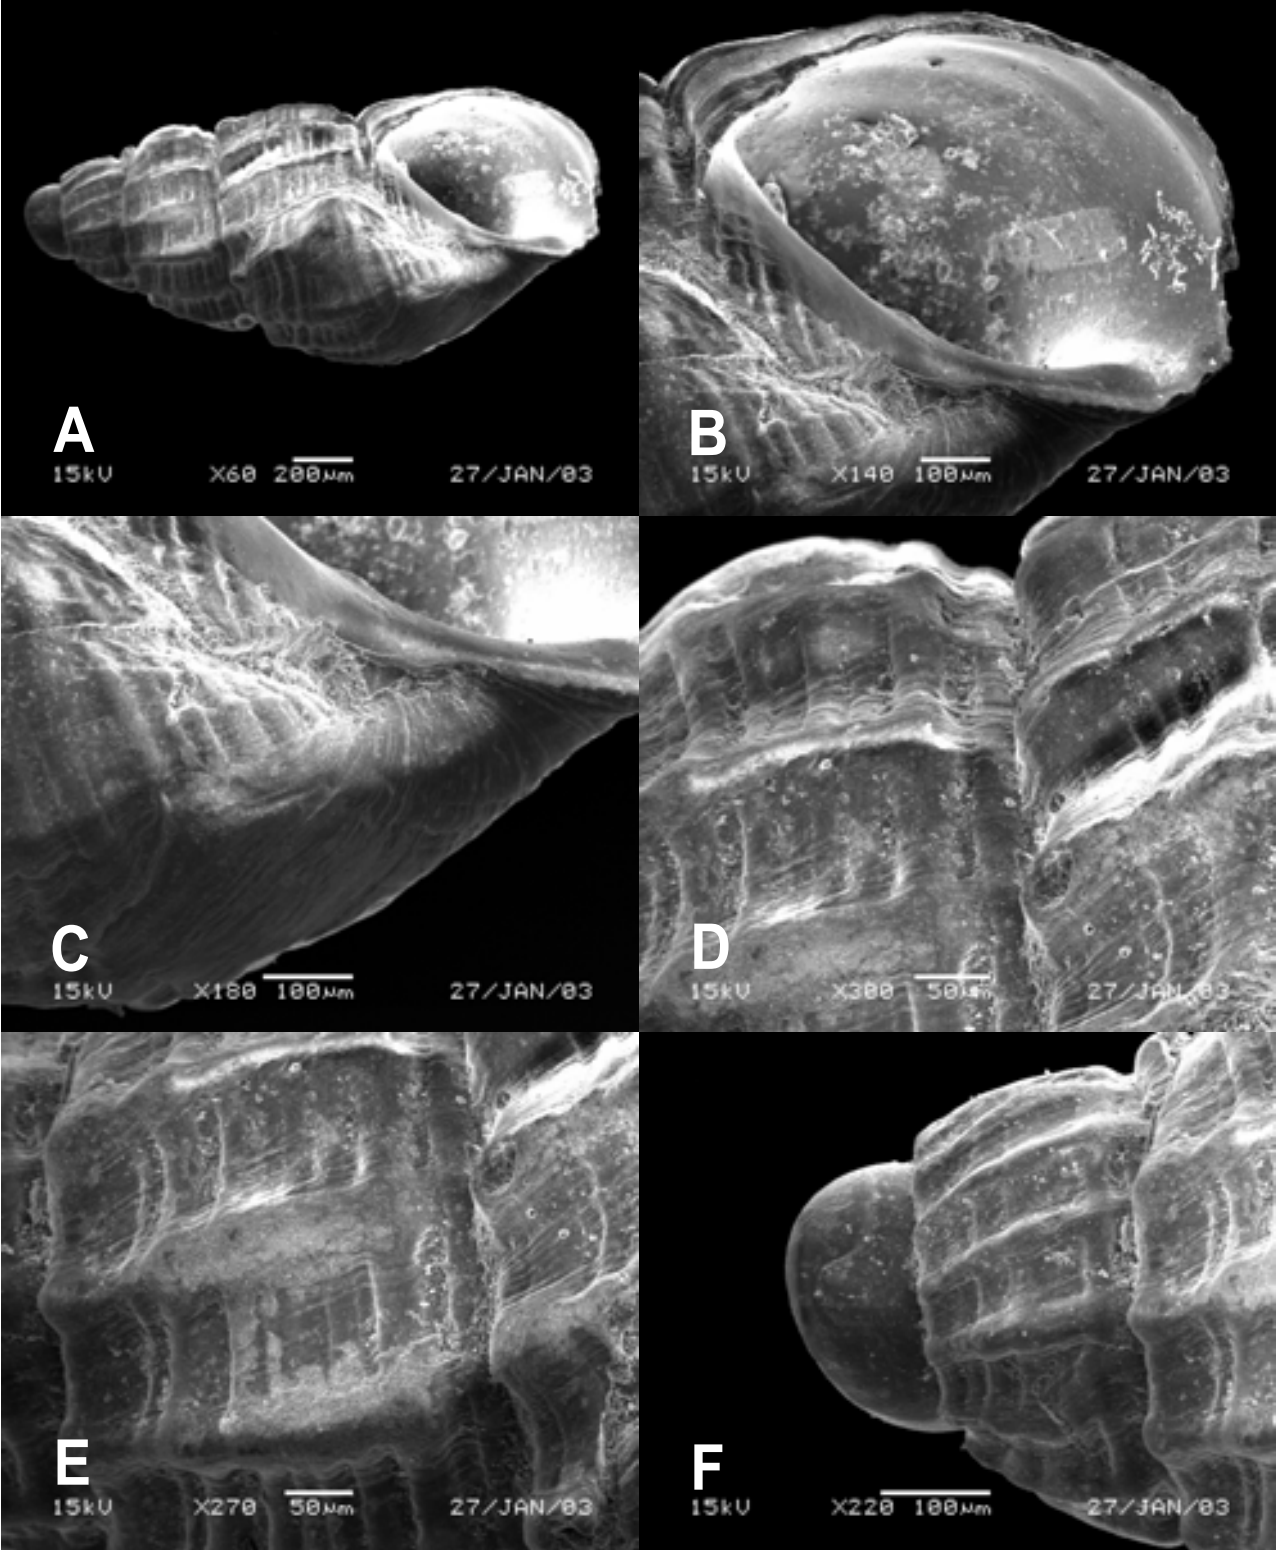 A
15kV X60 200µm 27/JAN/03
B
15kV X140 100µm 27/JAN/03
C
15kV X180 100µm 27/JAN/03
D
15kV X300 50µm 27/JAN/03
E
15kV X270 50µm 27/JAN/03
F
15kV X220 100µm 27/JAN/03